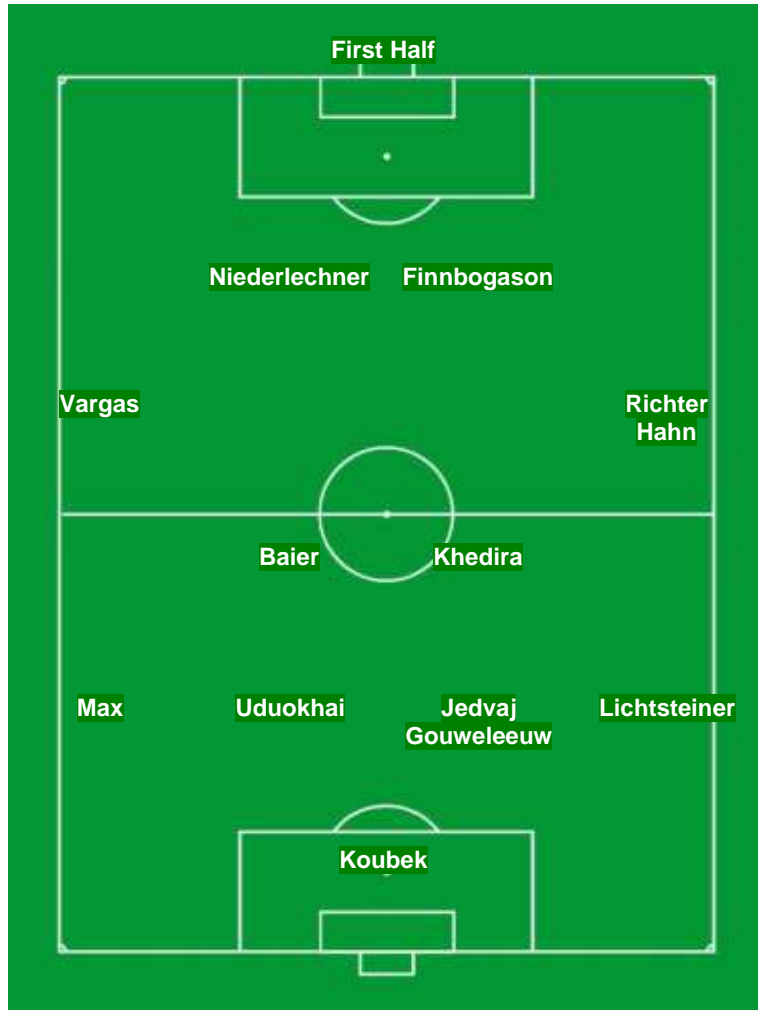 First Half
Niederlechner Finnbogason
Vargas Richter
Hahn
Baier Khedira
Max Uduokhai Jedvaj Lichtsteiner
Gouweleeuw
Koubek